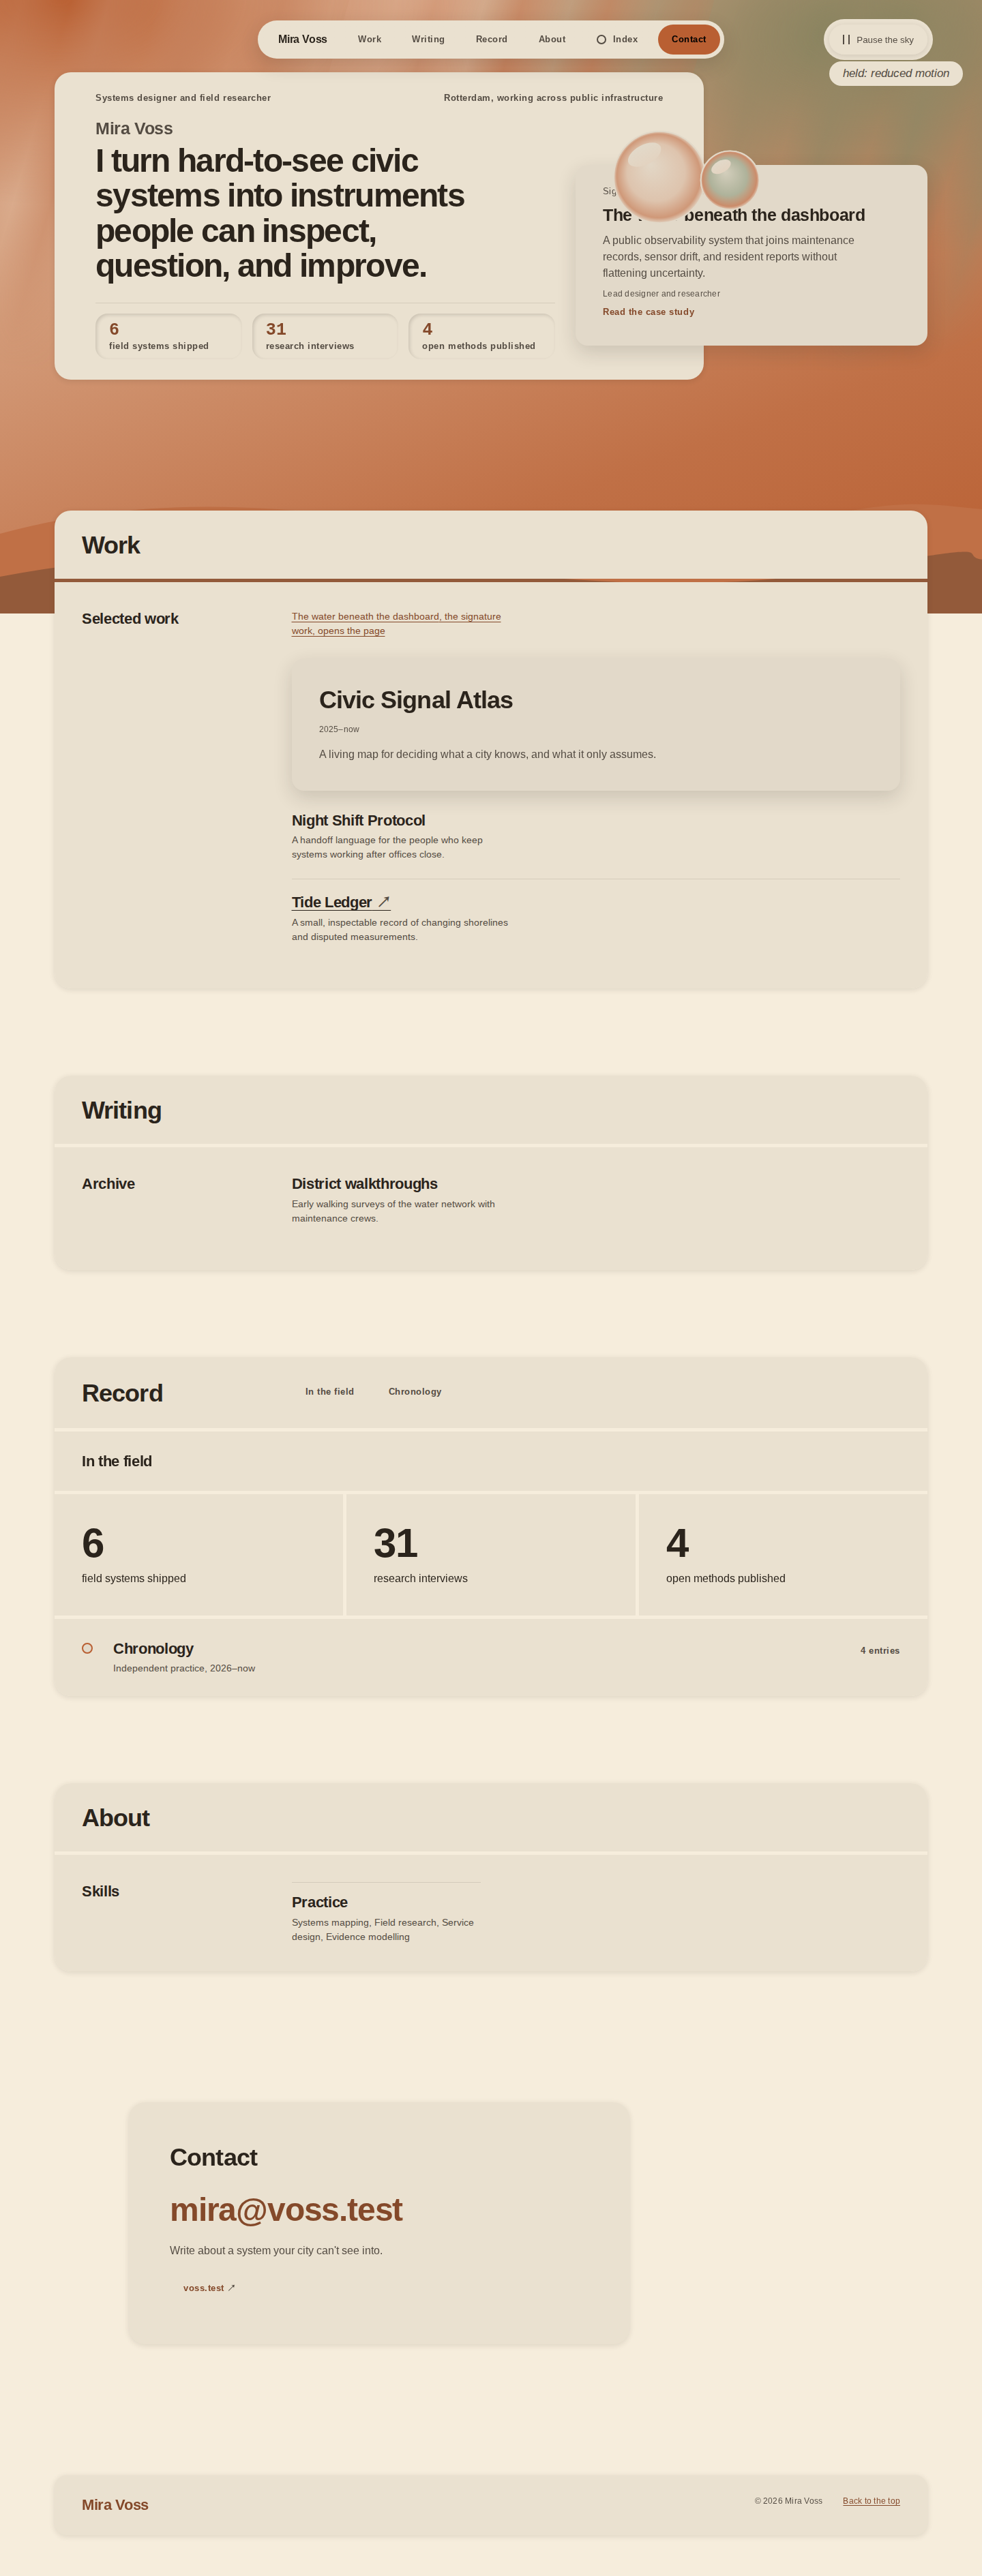 Mira Voss
Work
Writing
Record
About
Index
Contact
Pause the sky
held: reduced motion
Systems designer and field researcher
Rotterdam, working across public infrastructure
Mira Voss
I turn hard-to-see civic
systems into instruments
people can inspect,
question, and improve.
6
field systems shipped
31
research interviews
4
open methods published
The beneath the dashboard
A public observability system that joins maintenance
records, sensor drift, and resident reports without
flattening uncertainty.
Lead designer and researcher
Read the case study
Work
Selected work
The water beneath the dashboard, the signature
work, opens the page
Civic Signal Atlas
2025–now
A living map for deciding what a city knows, and what it only assumes.
Night Shift Protocol
A handoff language for the people who keep
systems working after offices close.
Tide Ledger ↗
A small, inspectable record of changing shorelines
and disputed measurements.
Writing
Archive
District walkthroughs
Early walking surveys of the water network with
maintenance crews.
Record
In the field
Chronology
In the field
6
field systems shipped
31
research interviews
4
open methods published
Chronology
Independent practice, 2026–now
4 entries
About
Skills
Practice
Systems mapping, Field research, Service
design, Evidence modelling
Contact
mira@voss.test
Write about a system your city can't see into.
voss.test ↗
Mira Voss
© 2026 Mira Voss
Back to the top